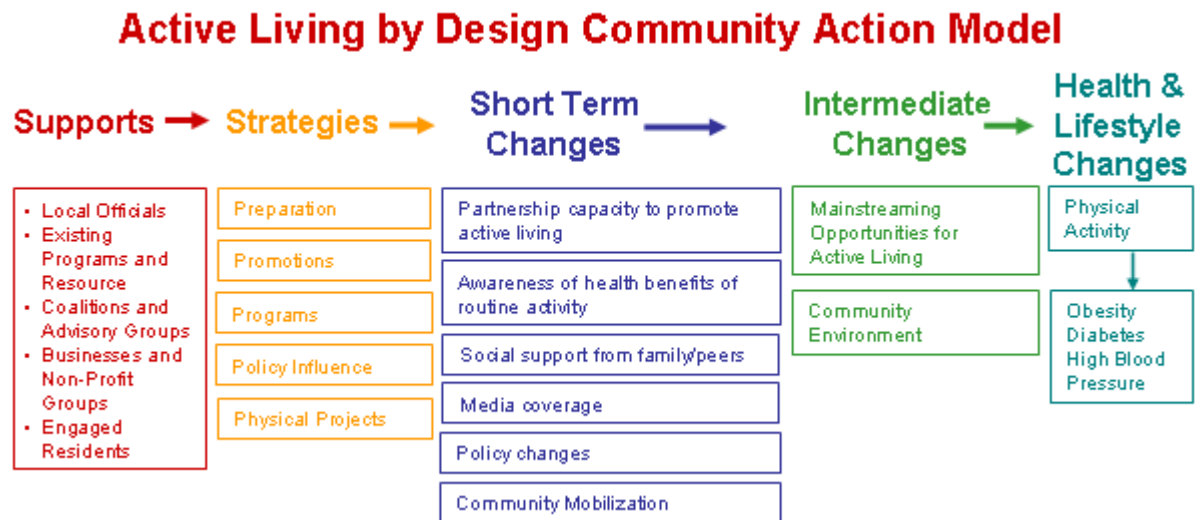 Active Living by Design Community Action Model
Supports
• Local Officials
• Existing
Programs and
Resource
• Coalitions and
Advisory Groups
• Businesses and
Non-Profit
Groups
• Engaged
Residents
Strategies
Preparation
Promotions
Programs
Policy Influence
Physical Projects
Short Term
Changes
Partnership capacity to promote
active living
Awareness of health benefits of
routine activity
Social support from family/peers
Media coverage
Policy changes
Community Mobilization
Intermediate
Changes
Mainstreaming
Opportunities for
Active Living
Community
Environment
Health &
Lifestyle
Changes
Physical
Activity
Obesity
Diabetes
High Blood
Pressure